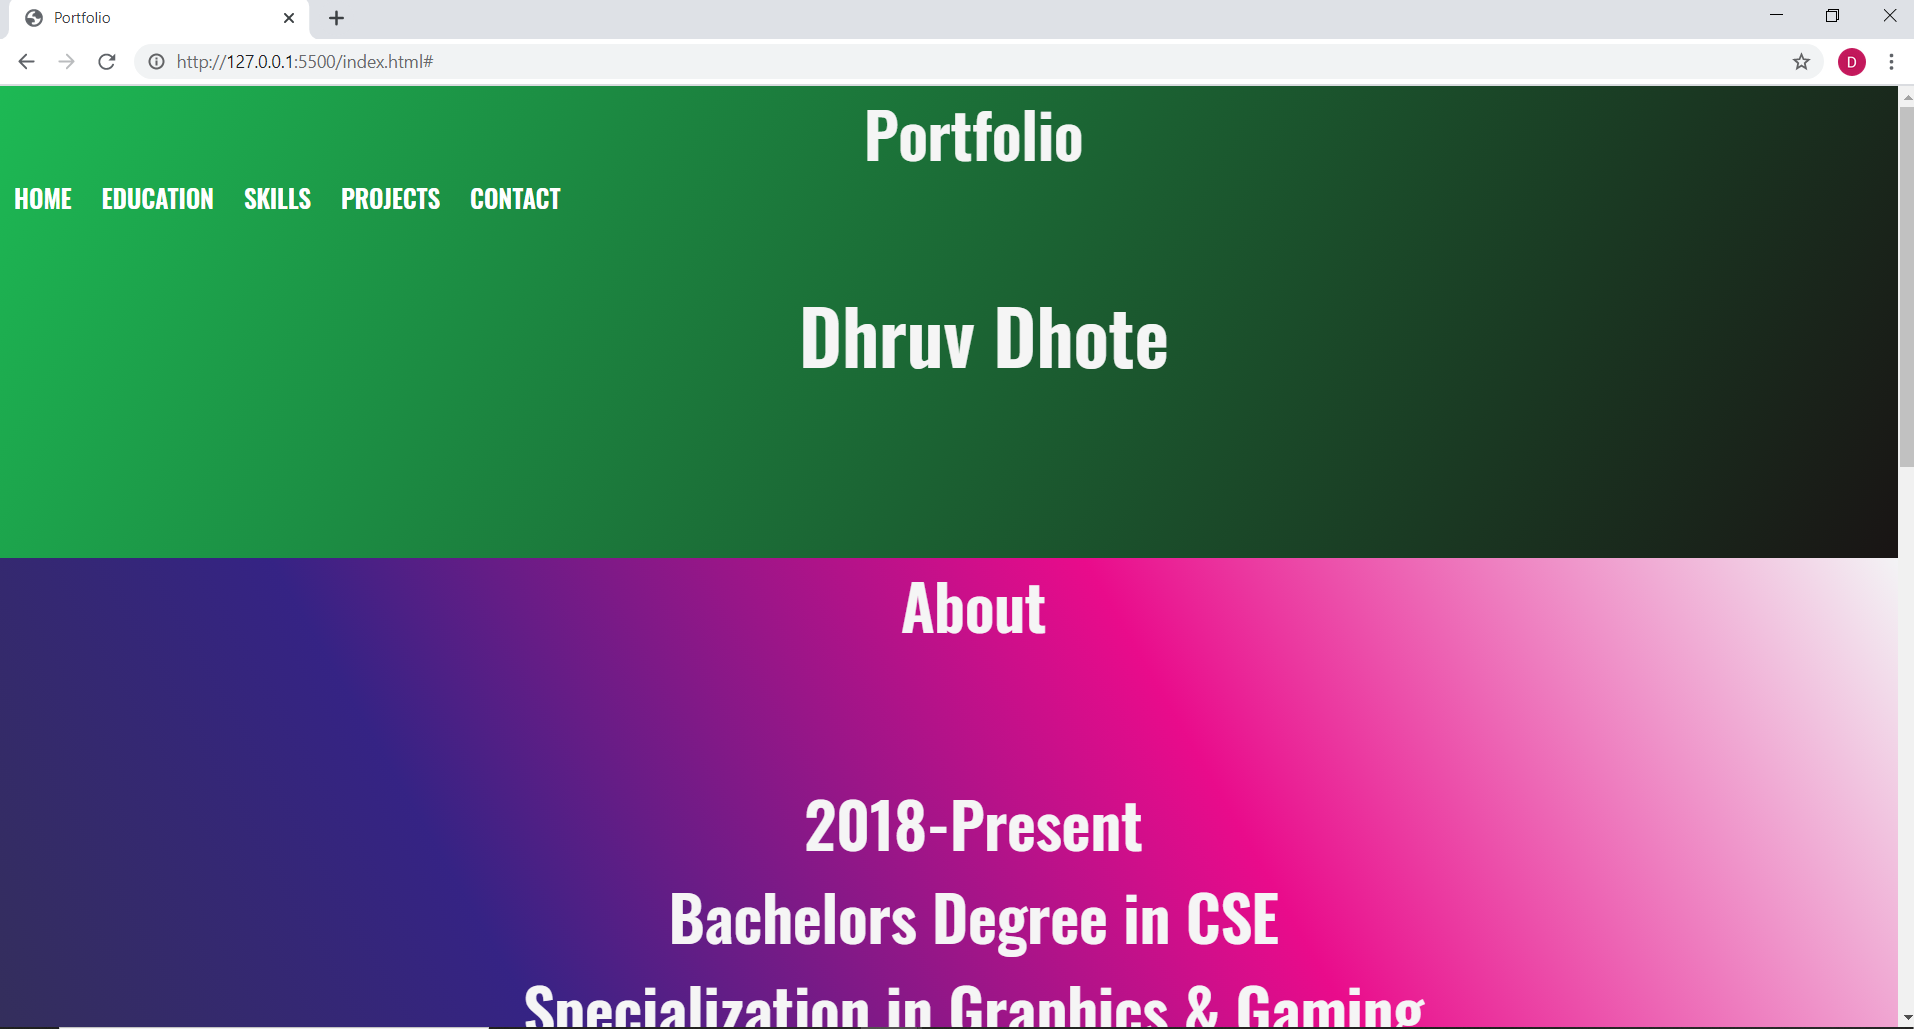 Portfolio
http://127.0.0.1:5500/index.html#
D
Portfolio
HOME EDUCATION SKILLS PROJECTS CONTACT
Dhruv Dhote
About
2018-Present
Bachelors Degree in CSE
Specialization in Graphics & Gaming